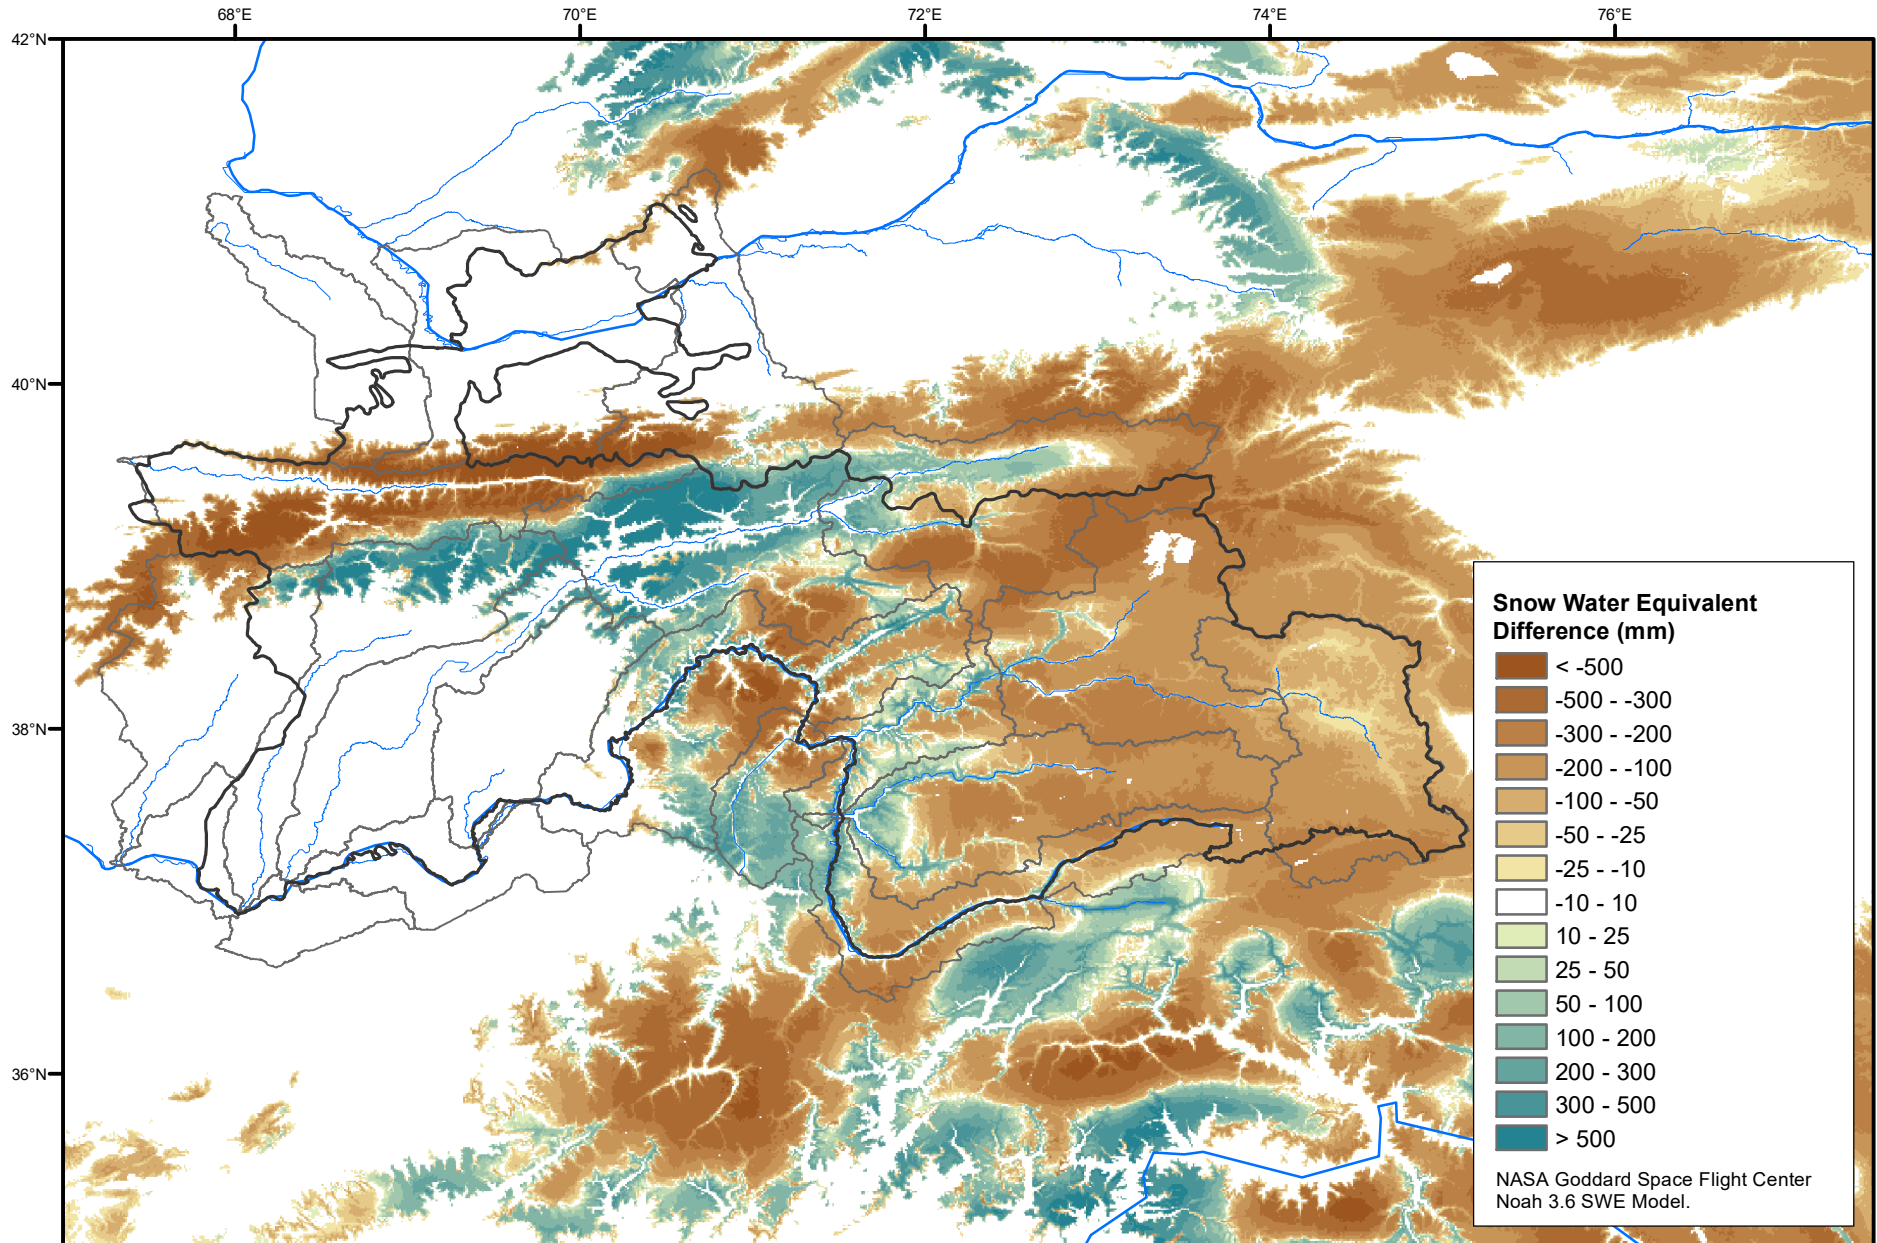 68°E 70°E 72°E 74°E 76°E
42°N
40°N
38°N
36°N
Snow Water Equivalent
Difference (mm)
< -500
-500 - -300
-300 - -200
-200 - -100
-100 - -50
-50 - -25
-25 - -10
-10 - 10
10 - 25
25 - 50
50 - 100
100 - 200
200 - 300
300 - 500
> 500
NASA Goddard Space Flight Center
Noah 3.6 SWE Model.